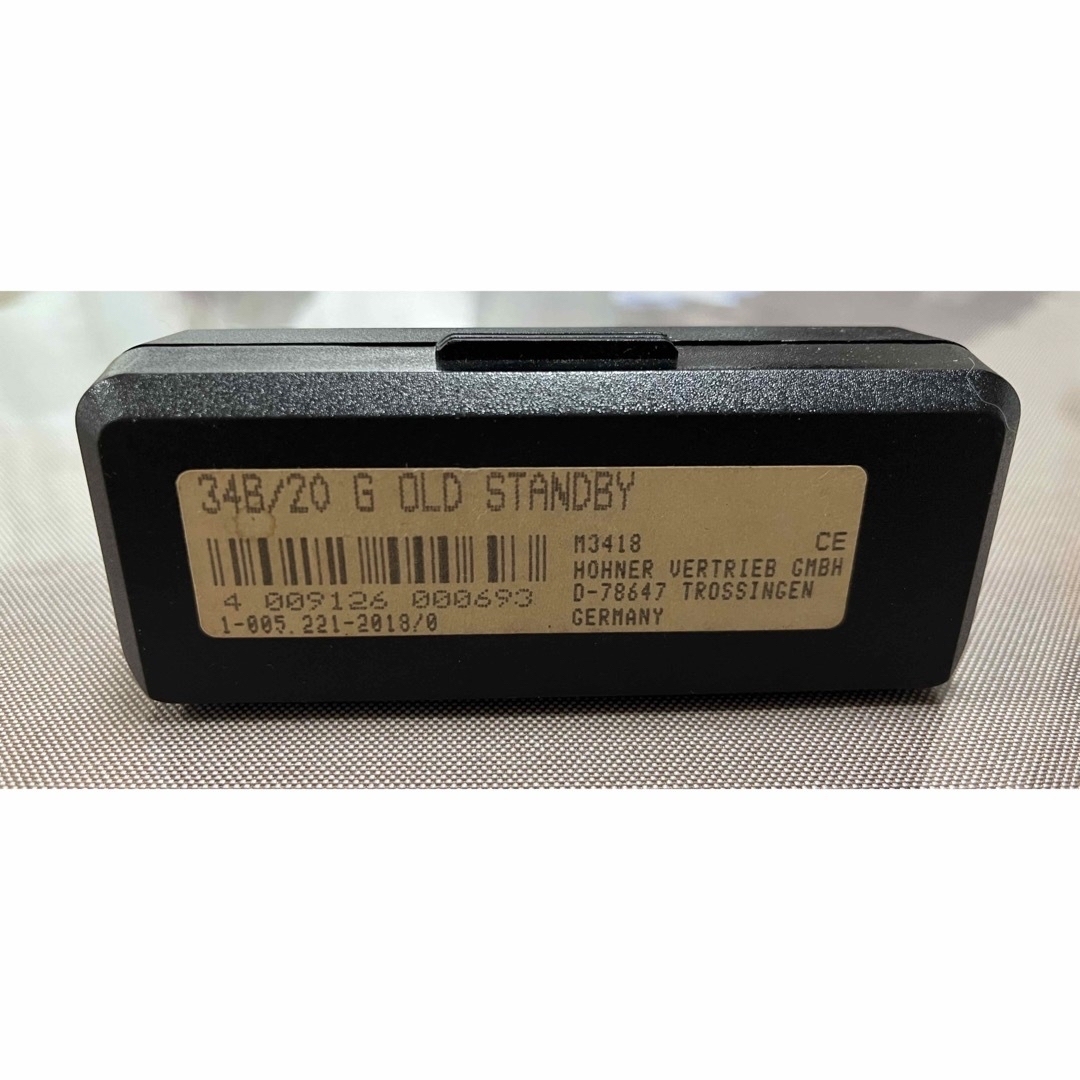 34B/20 G OLD STANDBY
M3418 CE
HOHNER VERTRIEB GMBH
D-78647 TROSSINGEN
GERMANY
4 009126 000693
1-005.221-2018/0